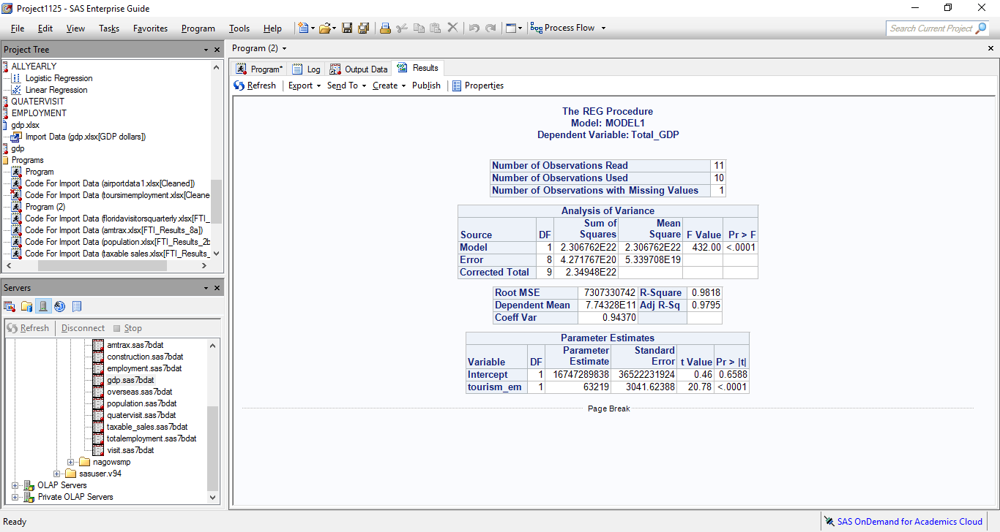 Project1125 - SAS Enterprise Guide
File Edit View Tasks Favorites Program Tools Help Process Flow Search Current Project
Project Tree
ALLYEARLY
Logistic Regression
Linear Regression
QUATERVISIT
EMPLOYMENT
gdp.xlsx
Import Data (gdp.xlsx[GDP dollars])
gdp
Programs
Program
Code For Import Data (airportdata1.xlsx[Cleaned])
Code For Import Data (toursimemployment.xlsx[Cleane
Program (2)
Code For Import Data (floridavisitorsquarterly.xlsx[FTI_
Code For Import Data (amtrax.xlsx[FTI_Results_8a])
Code For Import Data (population.xlsx[FTI_Results_2b
Code For Import Data (taxable sales.xlsx[FTI_Results_
Servers
Refresh Disconnect Stop
amtrax.sas7bdat
construction.sas7bdat
employment.sas7bdat
gdp.sas7bdat
overseas.sas7bdat
population.sas7bdat
quatervisit.sas7bdat
taxable_sales.sas7bdat
totalemployment.sas7bdat
visit.sas7bdat
nagowsmp
sasuser.v94
OLAP Servers
Private OLAP Servers
Program (2)
Program* Log Output Data Results
Refresh Export Send To Create Publish Properties
The REG Procedure
Model: MODEL1
Dependent Variable: Total_GDP
Number of Observations Read 11
Number of Observations Used 10
Number of Observations with Missing Values 1
Analysis of Variance
Source DF Sum of Squares Mean Square F Value Pr > F
Model 1 2.306762E22 2.306762E22 432.00 <.0001
Error 8 4.271767E20 5.339708E19
Corrected Total 9 2.34948E22
Root MSE 7307330742 R-Square 0.9818
Dependent Mean 7.74328E11 Adj R-Sq 0.9795
Coeff Var 0.94370
Parameter Estimates
Variable DF Parameter Estimate Standard Error t Value Pr > |t|
Intercept 1 16747289838 36522231924 0.46 0.6588
tourism_em 1 63219 3041.62388 20.78 <.0001
Page Break
Ready
SAS OnDemand for Academics Cloud